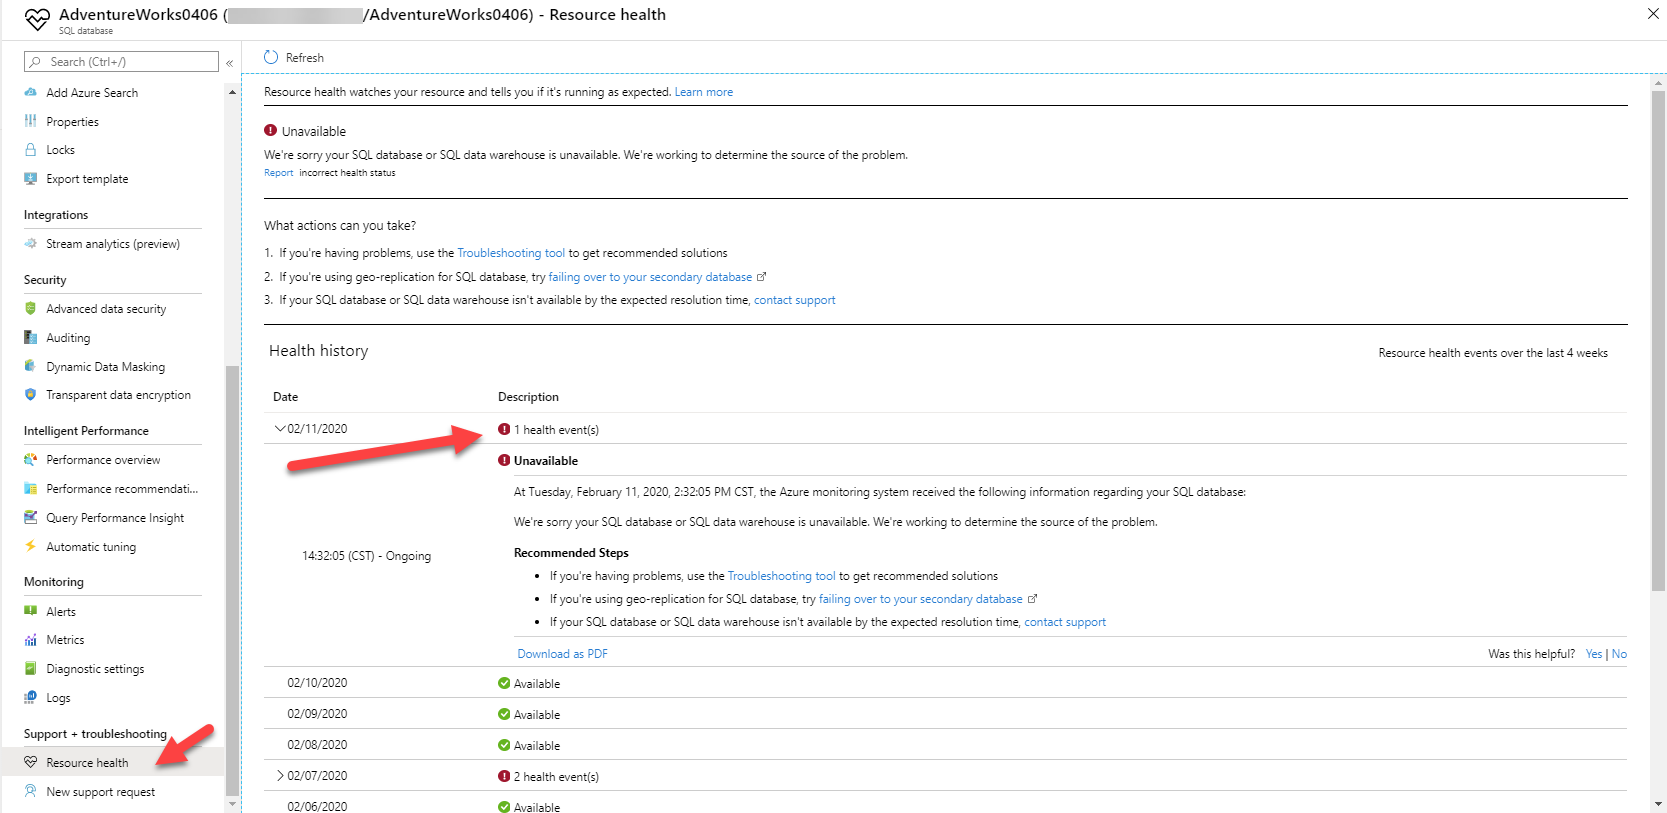 AdventureWorks0406 (/AdventureWorks0406) - Resource health
SQL database
Search (Ctrl+/)
«
Add Azure Search
Properties
Locks
Export template
Integrations
Stream analytics (preview)
Security
Advanced data security
Auditing
Dynamic Data Masking
Transparent data encryption
Intelligent Performance
Performance overview
Performance recommendati...
Query Performance Insight
Automatic tuning
Monitoring
Alerts
Metrics
Diagnostic settings
Logs
Support + troubleshooting
Resource health
New support request
Refresh
Resource health watches your resource and tells you if it's running as expected. Learn more
Unavailable
We're sorry your SQL database or SQL data warehouse is unavailable. We're working to determine the source of the problem.
Report incorrect health status
What actions can you take?
1. If you're having problems, use the Troubleshooting tool to get recommended solutions
2. If you're using geo-replication for SQL database, try failing over to your secondary database
3. If your SQL database or SQL data warehouse isn't available by the expected resolution time, contact support
Health history
Resource health events over the last 4 weeks
Date Description
02/11/2020 1 health event(s)
Unavailable
At Tuesday, February 11, 2020, 2:32:05 PM CST, the Azure monitoring system received the following information regarding your SQL database:
We're sorry your SQL database or SQL data warehouse is unavailable. We're working to determine the source of the problem.
14:32:05 (CST) - Ongoing
Recommended Steps
• If you're having problems, use the Troubleshooting tool to get recommended solutions
• If you're using geo-replication for SQL database, try failing over to your secondary database
• If your SQL database or SQL data warehouse isn't available by the expected resolution time, contact support
Download as PDF
Was this helpful? Yes | No
02/10/2020 Available
02/09/2020 Available
02/08/2020 Available
02/07/2020 2 health event(s)
02/06/2020 Available